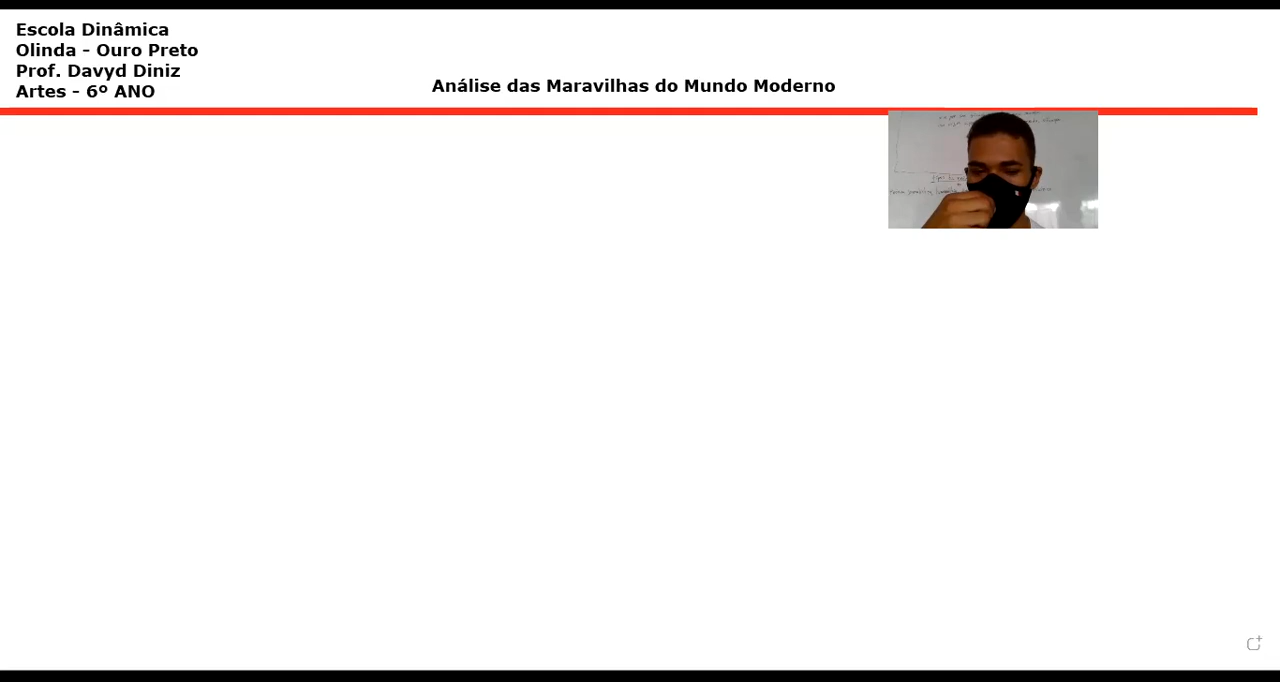 Escola Dinâmica
Olinda - Ouro Preto
Prof. Davyd Diniz
Artes - 6º ANO
Análise das Maravilhas do Mundo Moderno